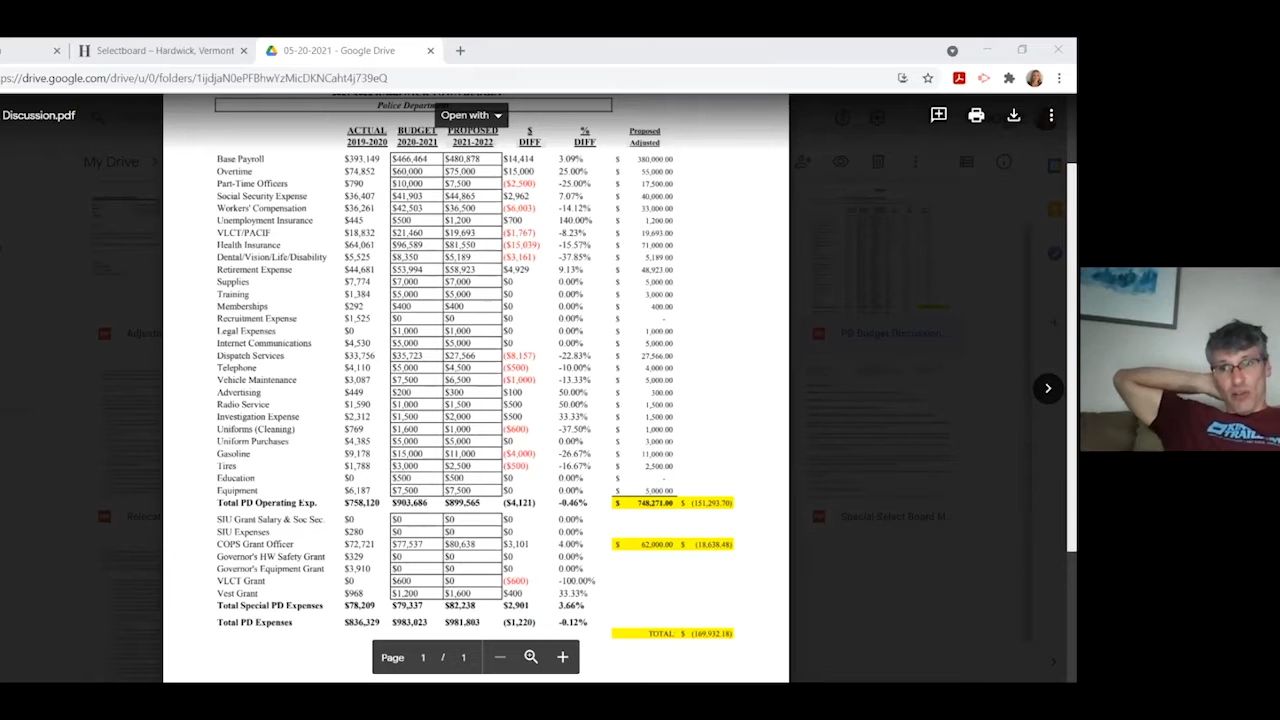 Selectboard – Hardwick, Vermont
05-20-2021 - Google Drive
ps://drive.google.com/drive/u/0/folders/1ijdjaN0ePFBhwYzMicDKNCaht4j739eQ
Discussion.pdf
Police Department
Open with
ACTUAL BUDGET PROPOSED $ % Proposed
2019-2020 2020-2021 2021-2022 DIFF DIFF Adjusted
Base Payroll $393,149 $466,464 $480,878 $14,414 3.09% $ 380,000.00
Overtime $74,852 $60,000 $75,000 $15,000 25.00% $ 55,000.00
Part-Time Officers $790 $10,000 $7,500 ($2,500) -25.00% $ 17,500.00
Social Security Expense $36,407 $41,903 $44,865 $2,962 7.07% $ 40,000.00
Workers' Compensation $36,261 $42,503 $36,500 ($6,003) -14.12% $ 33,000.00
Unemployment Insurance $445 $500 $1,200 $700 140.00% $ 1,200.00
VLCT/PACIF $18,832 $21,460 $19,693 ($1,767) -8.23% $ 19,693.00
Health Insurance $64,061 $96,589 $81,550 ($15,039) -15.57% $ 71,000.00
Dental/Vision/Life/Disability $5,525 $8,350 $5,189 ($3,161) -37.85% $ 5,189.00
Retirement Expense $44,681 $53,994 $58,923 $4,929 9.13% $ 48,923.00
Supplies $7,774 $7,000 $7,000 $0 0.00% $ 5,000.00
Training $1,384 $5,000 $5,000 $0 0.00% $ 3,000.00
Memberships $292 $400 $400 $0 0.00% $ 400.00
Recruitment Expense $1,525 $0 $0 $0 0.00% $ -
Legal Expenses $0 $1,000 $1,000 $0 0.00% $ 1,000.00
Internet Communications $4,530 $5,000 $5,000 $0 0.00% $ 5,000.00
Dispatch Services $33,756 $35,723 $27,566 ($8,157) -22.83% $ 27,566.00
Telephone $4,110 $5,000 $4,500 ($500) -10.00% $ 4,000.00
Vehicle Maintenance $3,087 $7,500 $6,500 ($1,000) -13.33% $ 5,000.00
Advertising $449 $200 $300 $100 50.00% $ 300.00
Radio Service $1,590 $1,000 $1,500 $500 50.00% $ 1,500.00
Investigation Expense $2,312 $1,500 $2,000 $500 33.33% $ 1,500.00
Uniforms (Cleaning) $769 $1,600 $1,000 ($600) -37.50% $ 1,000.00
Uniform Purchases $4,385 $5,000 $5,000 $0 0.00% $ 3,000.00
Gasoline $9,178 $15,000 $11,000 ($4,000) -26.67% $ 11,000.00
Tires $1,788 $3,000 $2,500 ($500) -16.67% $ 2,500.00
Education $0 $500 $500 $0 0.00% $ -
Equipment $6,187 $7,500 $7,500 $0 0.00% $ 5,000.00
Total PD Operating Exp. $758,120 $903,686 $899,565 ($4,121) -0.46% $ 748,271.00 $ (151,293.70)
SIU Grant Salary & Soc Sec. $0 $0 $0 $0 0.00%
SIU Expenses $280 $0 $0 $0 0.00%
COPS Grant Officer $72,721 $77,537 $80,638 $3,101 4.00% $ 62,000.00 $ (18,638.48)
Governor's HW Safety Grant $329 $0 $0 $0 0.00%
Governor's Equipment Grant $3,910 $0 $0 $0 0.00%
VLCT Grant $0 $600 $0 ($600) -100.00%
Vest Grant $968 $1,200 $1,600 $400 33.33%
Total Special PD Expenses $78,209 $79,337 $82,238 $2,901 3.66%
Total PD Expenses $836,329 $983,023 $981,803 ($1,220) -0.12%
TOTAL $ (169,932.18)
Page 1 / 1
My Drive
Adjus
Reloca
PD Budget Discussion
Special Select Board M